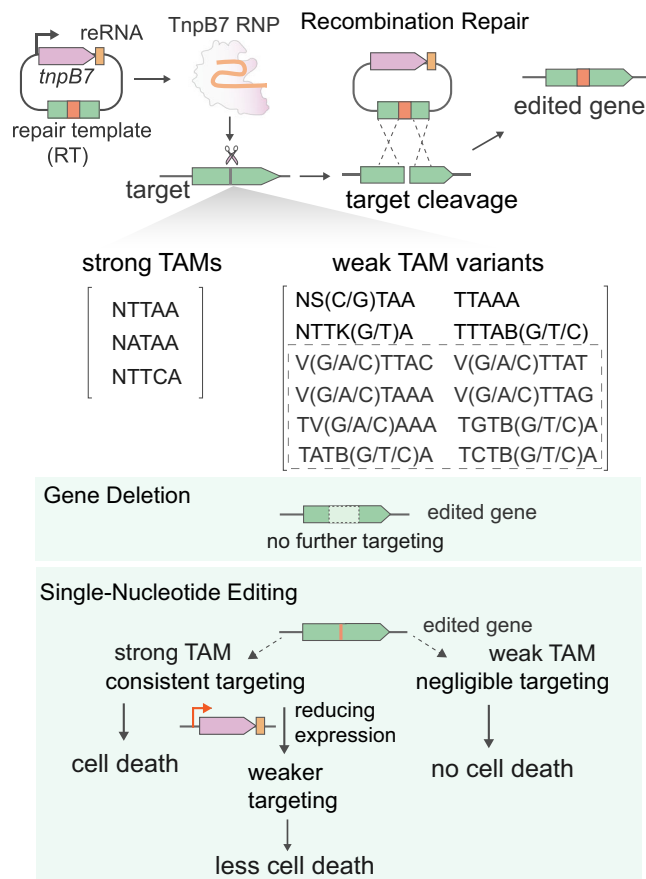 reRNA
TnpB7 RNP
Recombination Repair
tnpB7
repair template
(RT)
edited gene
target
target cleavage
strong TAMs
weak TAM variants
NTTAA
NATAA
NTTCA
NS(C/G)TAA TTAAA
NTTK(G/T)A TTTAB(G/T/C)
V(G/A/C)TTAC V(G/A/C)TTAT
V(G/A/C)TAAA V(G/A/C)TTAG
TV(G/A/C)AAA TGTB(G/T/C)A
TATB(G/T/C)A TCTB(G/T/C)A
Gene Deletion
edited gene
no further targeting
Single-Nucleotide Editing
edited gene
strong TAM
consistent targeting
weak TAM
negligible targeting
reducing
expression
cell death
weaker
targeting
no cell death
less cell death